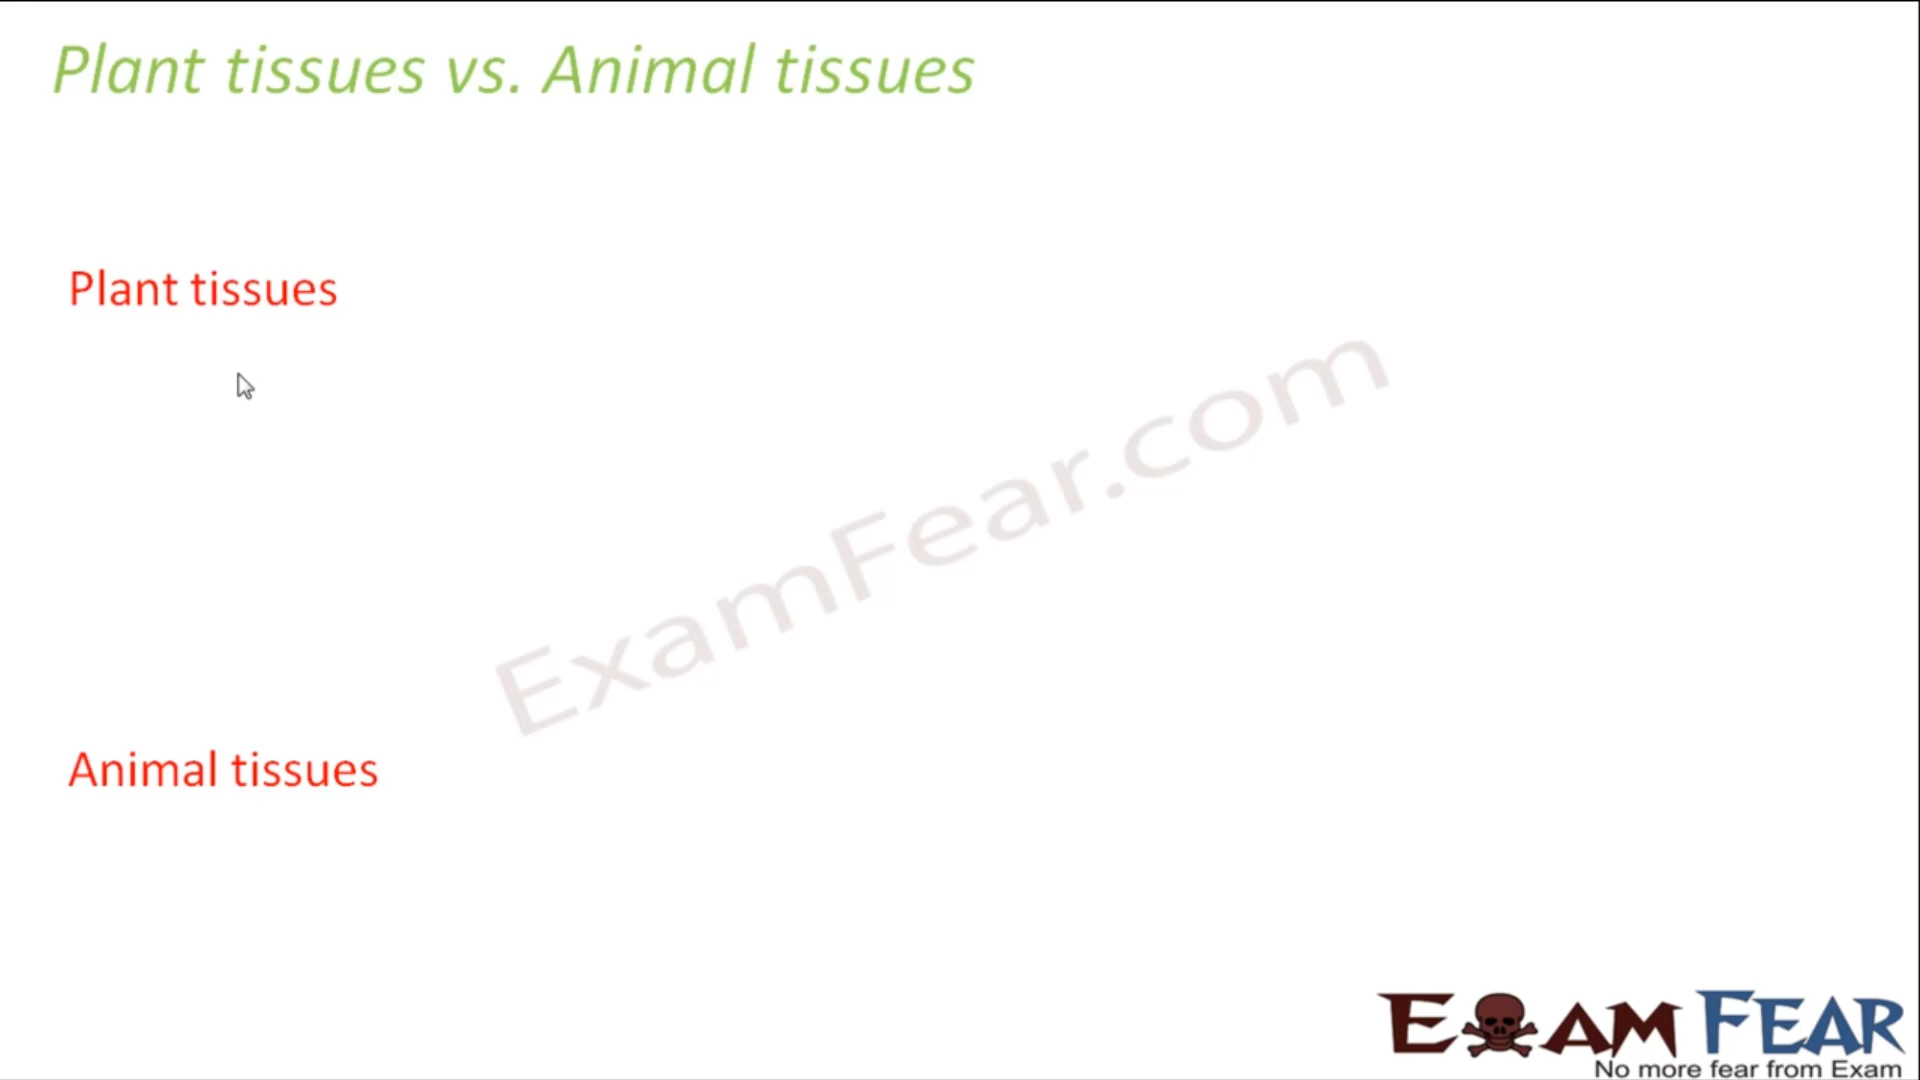 Plant tissues vs. Animal tissues
Plant tissues
ExamFear.com
Animal tissues
EXAM FEAR
No more fear from Exam